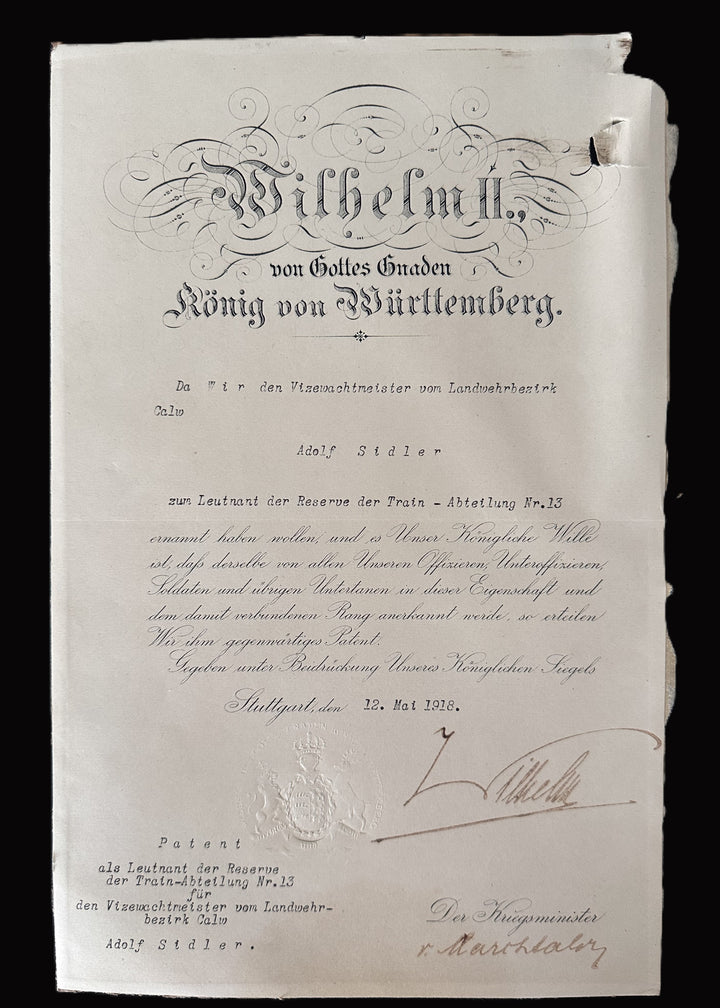 Wilhelm II.,
von Gottes Gnaden
König von Württemberg.
Da Wir den Vizewachtmeister vom Landwehrbezirk
Calw
Adolf Sidler
zum Leutnant der Reserve der Train - Abteilung Nr.13
ernannt haben wollen, und es Unser Königliche Wille
ist, daß derselbe von allen Unseren Offizieren, Unteroffizieren,
Soldaten und übrigen Untertanen in dieser Eigenschaft und
dem damit verbundenen Rang anerkannt werde, so erteilen
Wir ihm gegenwärtiges Patent.
Gegeben unter Beidrückung Unseres Königlichen Siegels
Stuttgart, den 12. Mai 1918.
Wilhelm
Patent
als Leutnant der Reserve
der Train-Abteilung Nr.13
für
den Vizewachtmeister vom Landwehr-
bezirk Calw
Adolf Sidler.
Der Kriegsminister
v. Marchtaler